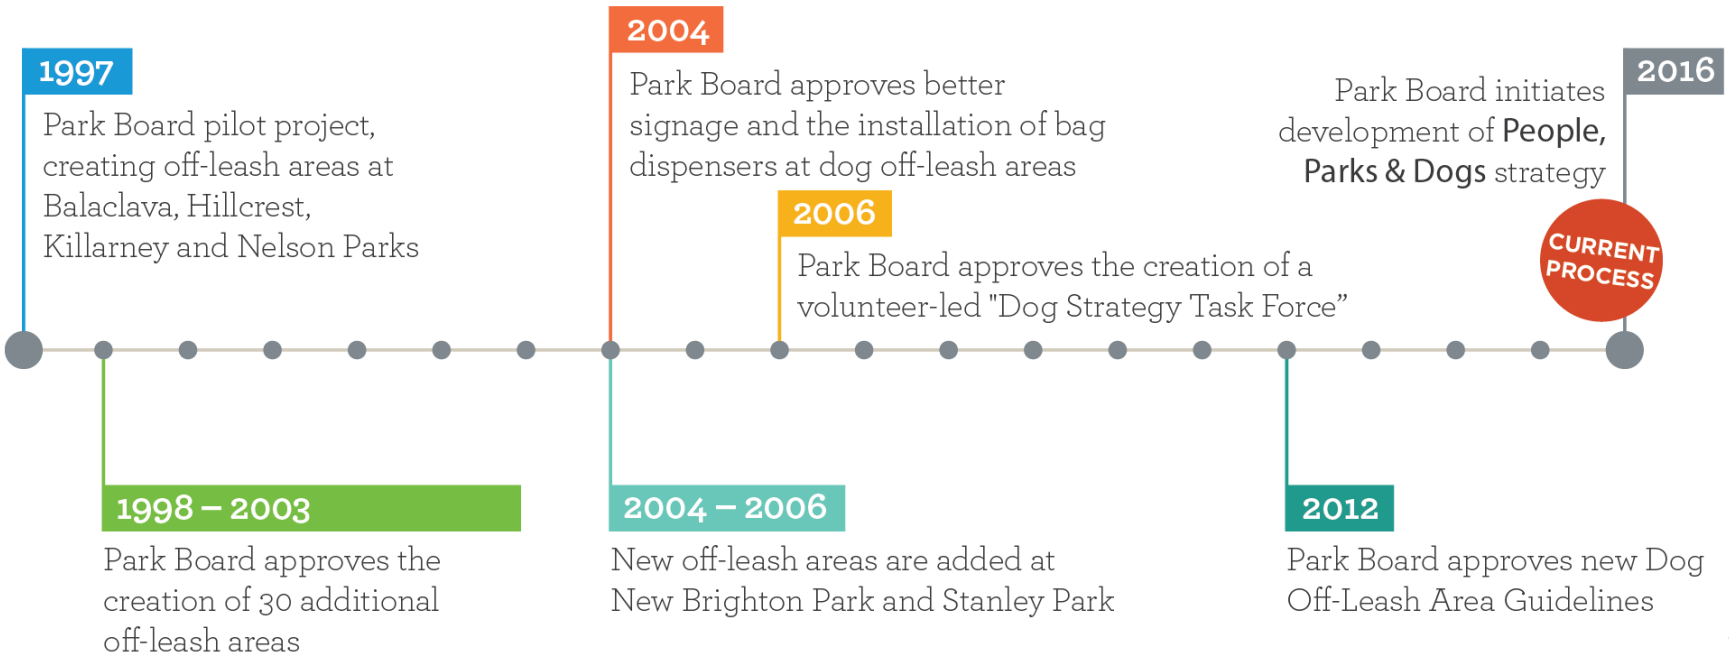 1997
Park Board pilot project,
creating off-leash areas at
Balaclava, Hillcrest,
Killarney and Nelson Parks
2004
Park Board approves better
signage and the installation of bag
dispensers at dog off-leash areas
2006
Park Board approves the creation of a
volunteer-led "Dog Strategy Task Force”
2016
Park Board initiates
development of People,
Parks & Dogs strategy
CURRENT
PROCESS
1998 – 2003
Park Board approves the
creation of 30 additional
off-leash areas
2004 – 2006
New off-leash areas are added at
New Brighton Park and Stanley Park
2012
Park Board approves new Dog
Off-Leash Area Guidelines